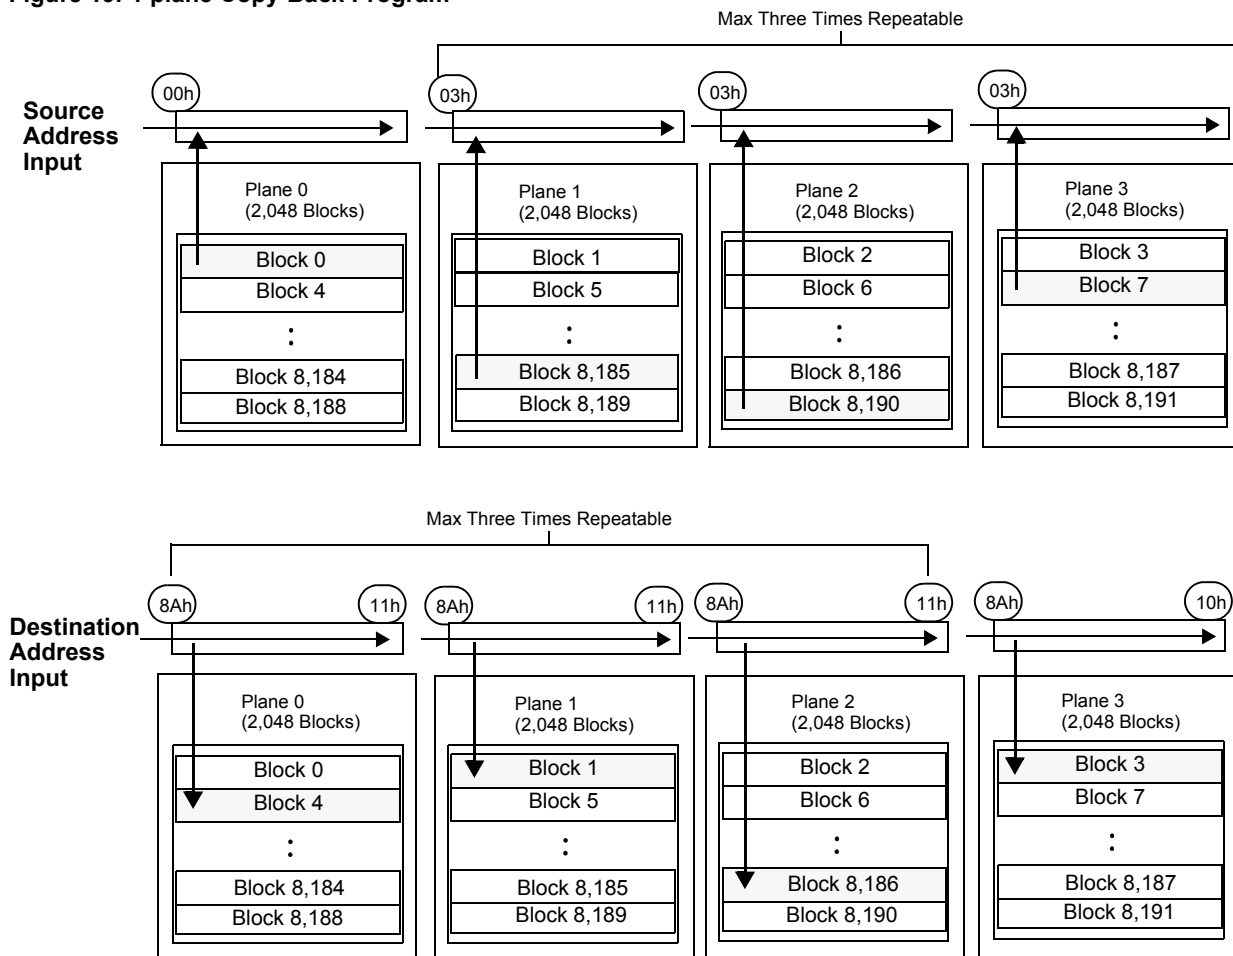 Max Three Times Repeatable
00h 03h 03h 03h
Source
Address
Input
Plane 0
(2,048 Blocks)
Block 0
Block 4
:
Block 8,184
Block 8,188
Plane 1
(2,048 Blocks)
Block 1
Block 5
:
Block 8,185
Block 8,189
Plane 2
(2,048 Blocks)
Block 2
Block 6
:
Block 8,186
Block 8,190
Plane 3
(2,048 Blocks)
Block 3
Block 7
:
Block 8,187
Block 8,191
Max Three Times Repeatable
8Ah 11h 8Ah 11h 8Ah 11h 8Ah 10h
Destination
Address
Input
Plane 0
(2,048 Blocks)
Block 0
Block 4
:
Block 8,184
Block 8,188
Plane 1
(2,048 Blocks)
Block 1
Block 5
:
Block 8,185
Block 8,189
Plane 2
(2,048 Blocks)
Block 2
Block 6
:
Block 8,186
Block 8,190
Plane 3
(2,048 Blocks)
Block 3
Block 7
:
Block 8,187
Block 8,191